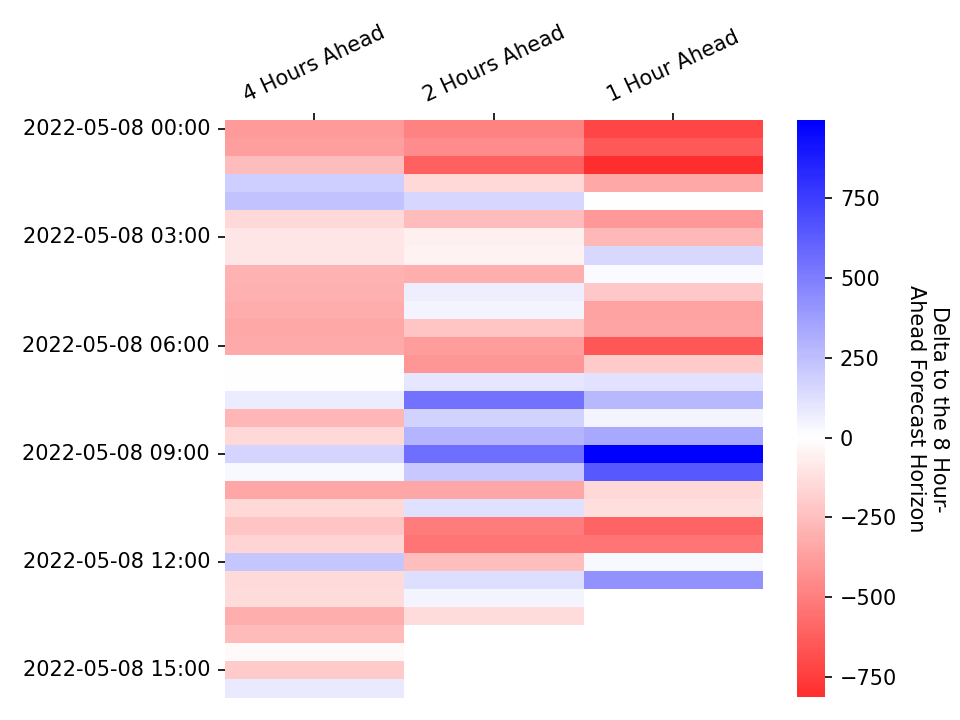 4 Hours Ahead
2 Hours Ahead
1 Hour Ahead
2022-05-08 00:00
2022-05-08 03:00
2022-05-08 06:00
2022-05-08 09:00
2022-05-08 12:00
2022-05-08 15:00
750
500
250
0
−250
−500
−750
Delta to the 8 Hour-
Ahead Forecast Horizon